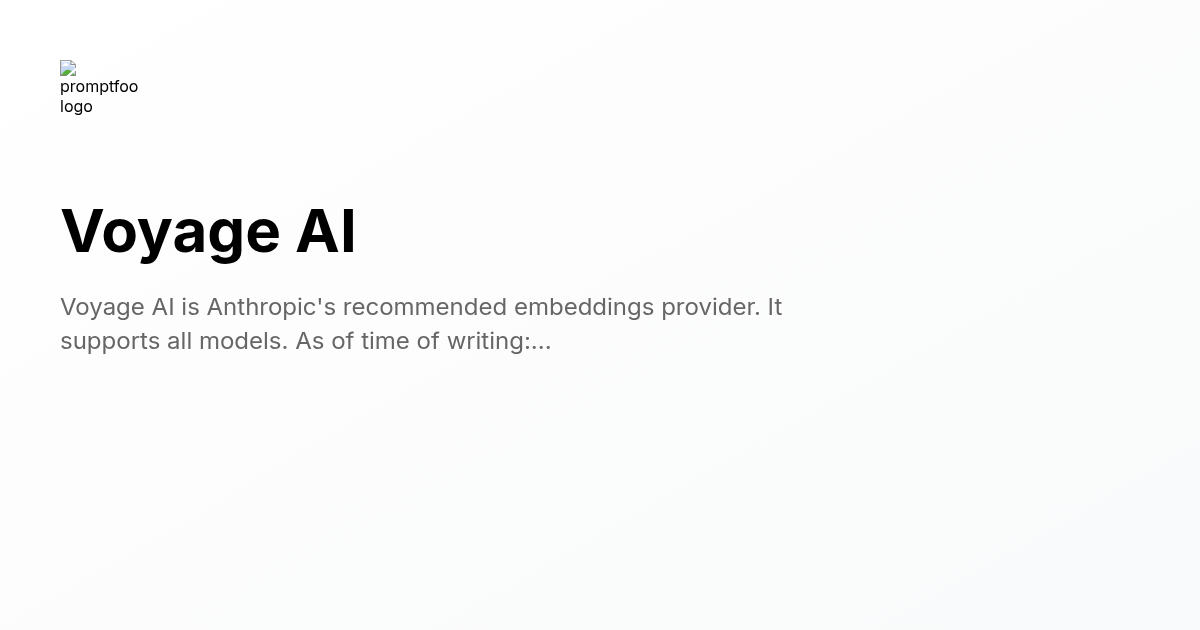 promptfoo
logo
Voyage AI
Voyage AI is Anthropic's recommended embeddings provider. It
supports all models. As of time of writing:...